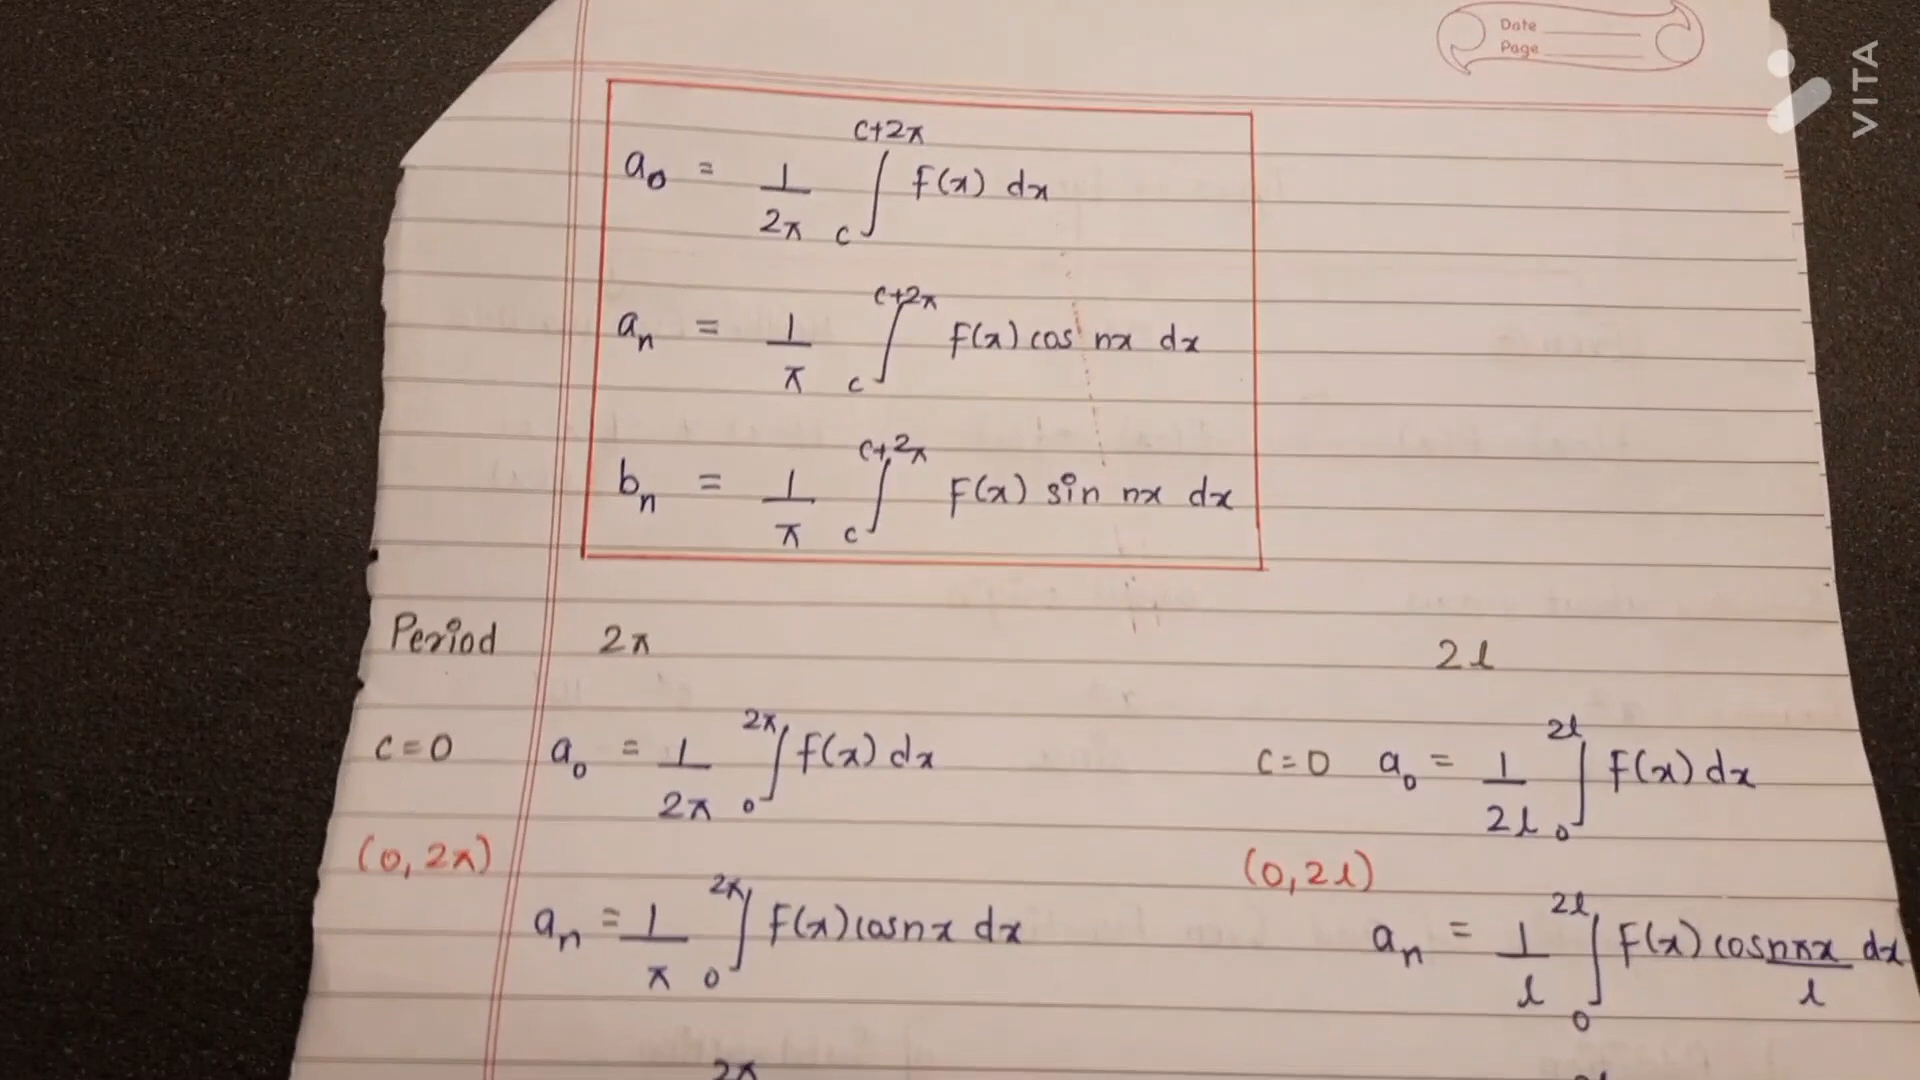 Date
Page
VITA
a₀ = 1/2π ∫_c^{c+2π} f(x) dx
aₙ = 1/π ∫_c^{c+2π} f(x) cos nx dx
bₙ = 1/π ∫_c^{c+2π} f(x) sin nx dx
Period 2π 2l
c=0 a₀ = 1/2π ∫_0^{2π} f(x) dx c=0 a₀ = 1/2l ∫_0^{2l} f(x) dx
(0, 2π) (0, 2l)
aₙ = 1/π ∫_0^{2π} f(x) cosnx dx aₙ = 1/l ∫_0^{2l} f(x) cos nπx/l dx
2π